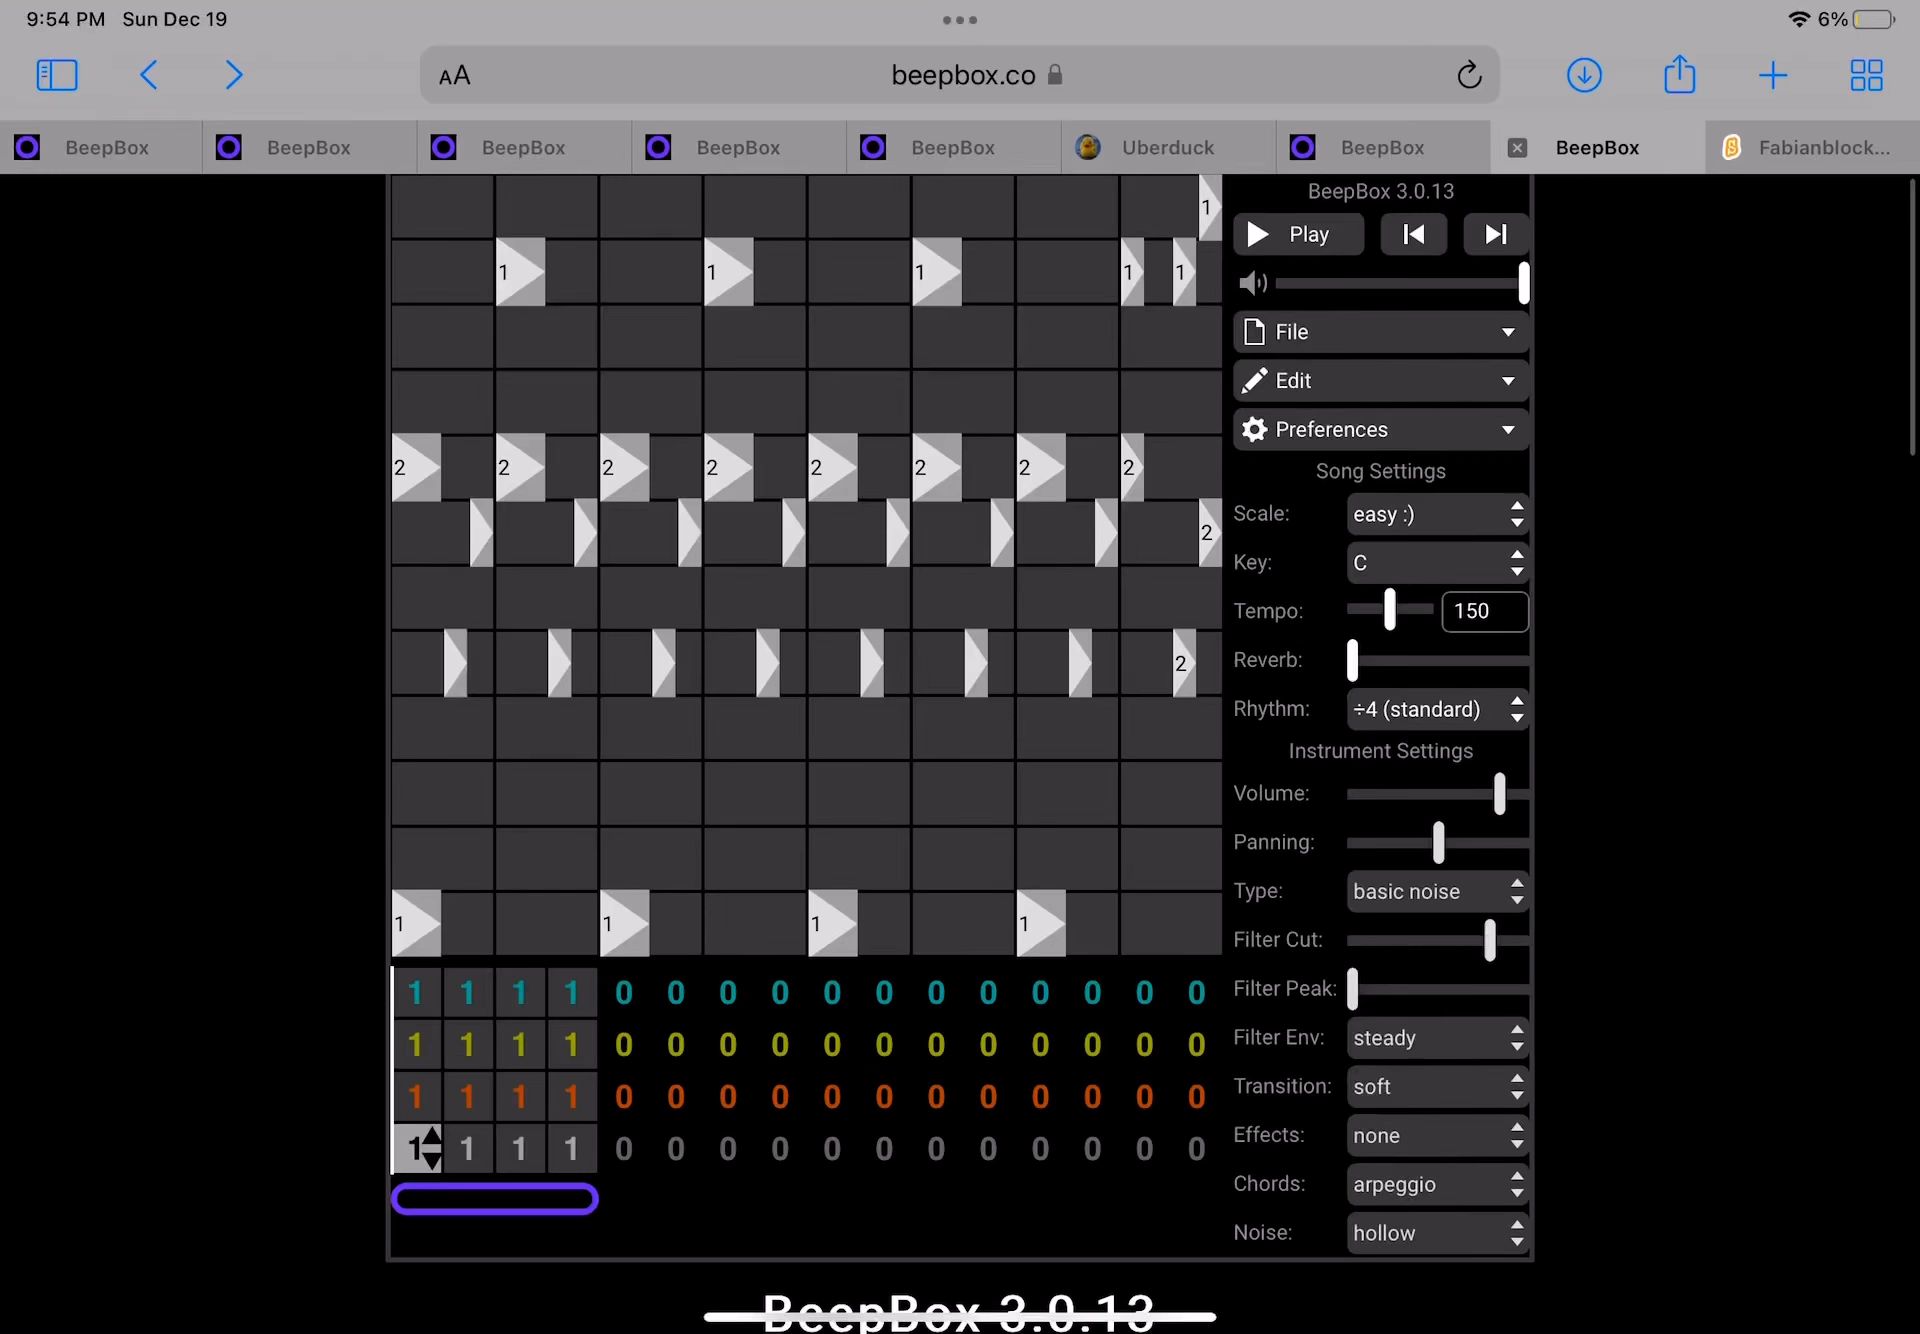 9:54 PM Sun Dec 19
6%
AA
beepbox.co
BeepBox BeepBox BeepBox BeepBox BeepBox Uberduck BeepBox BeepBox Fabianblock...
BeepBox 3.0.13
1
Play
1 1 1 1 1
File
Edit
Preferences
2 2 2 2 2 2 2 2
Song Settings
2
Scale: easy :)
Key: C
Tempo: 150
2
Reverb:
Rhythm: ÷4 (standard)
Instrument Settings
Volume:
Panning:
Type: basic noise
1 1 1 1
Filter Cut:
1 1 1 1 0 0 0 0 0 0 0 0 0 0 0 0
Filter Peak:
1 1 1 1 0 0 0 0 0 0 0 0 0 0 0 0
Filter Env: steady
1 1 1 1 0 0 0 0 0 0 0 0 0 0 0 0
Transition: soft
1 1 1 1 0 0 0 0 0 0 0 0 0 0 0 0
Effects: none
Chords: arpeggio
Noise: hollow
BeepBox 3.0.13